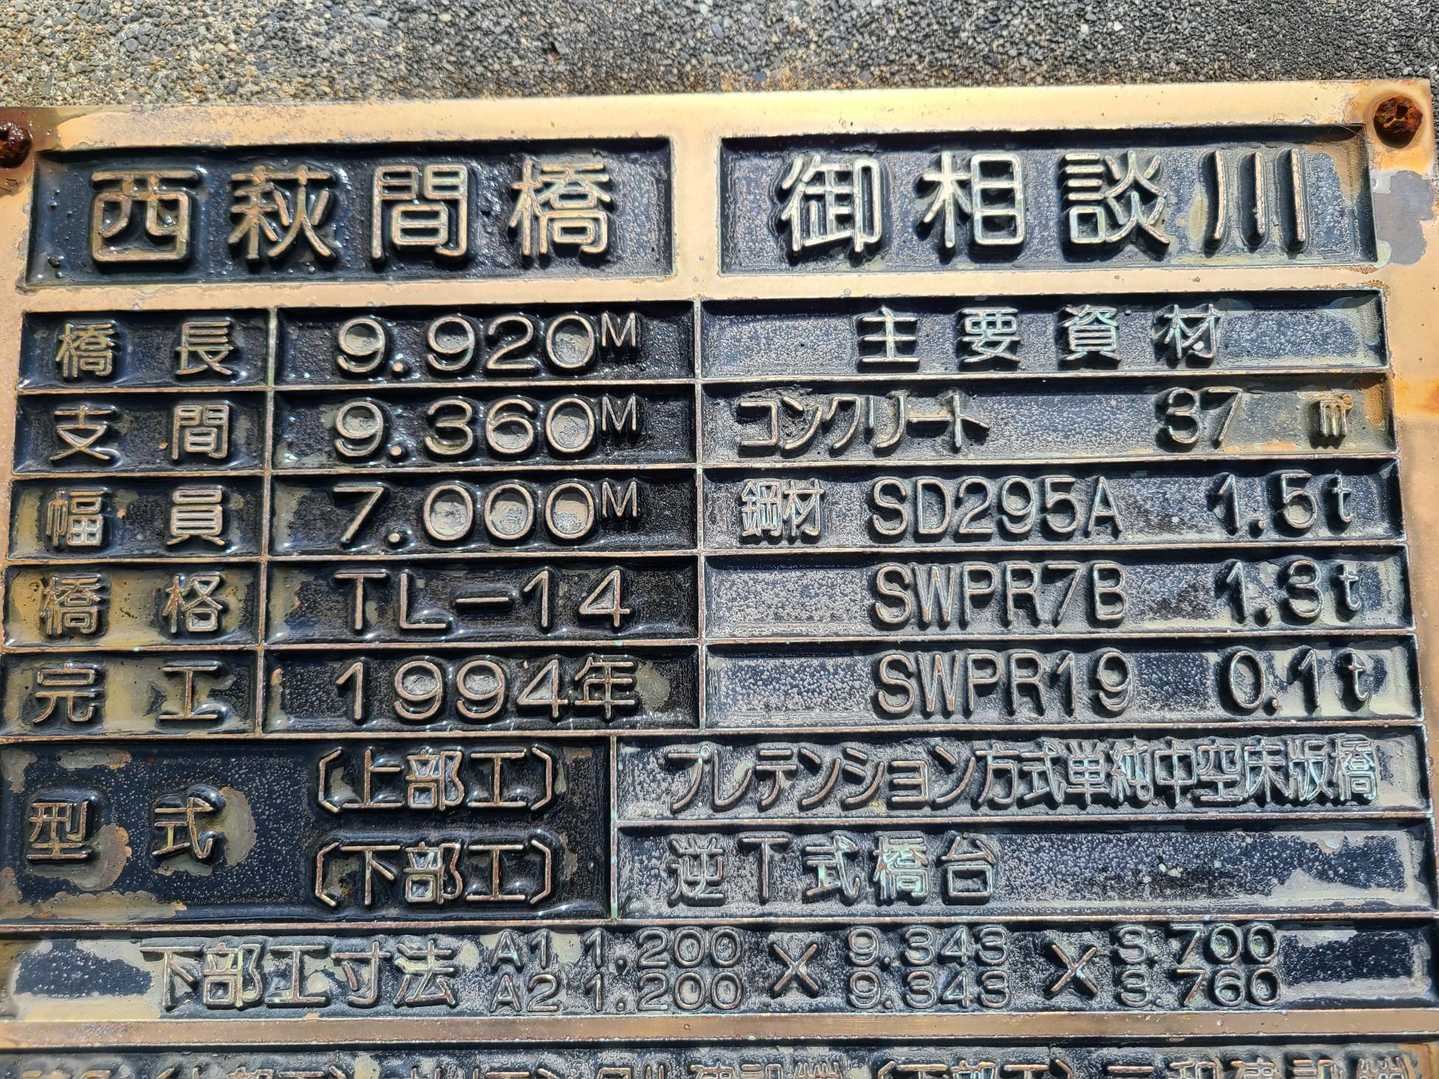 西萩間橋 御相談川
橋長 9.920M 主要資材
支間 9.360M コンクリート 37 ㎥
幅員 7.000M 鋼材 SD295A 1.5t
橋格 TL-14 SWPR7B 1.3t
完工 1994年 SWPR19 0.1t
型式 〔上部工〕 プレテンション方式単純中空床版橋
〔下部工〕 逆T式橋台
下部工寸法 A1 1.200 × 9.343 × 3.700
A2 1.200 × 9.343 × 3.760